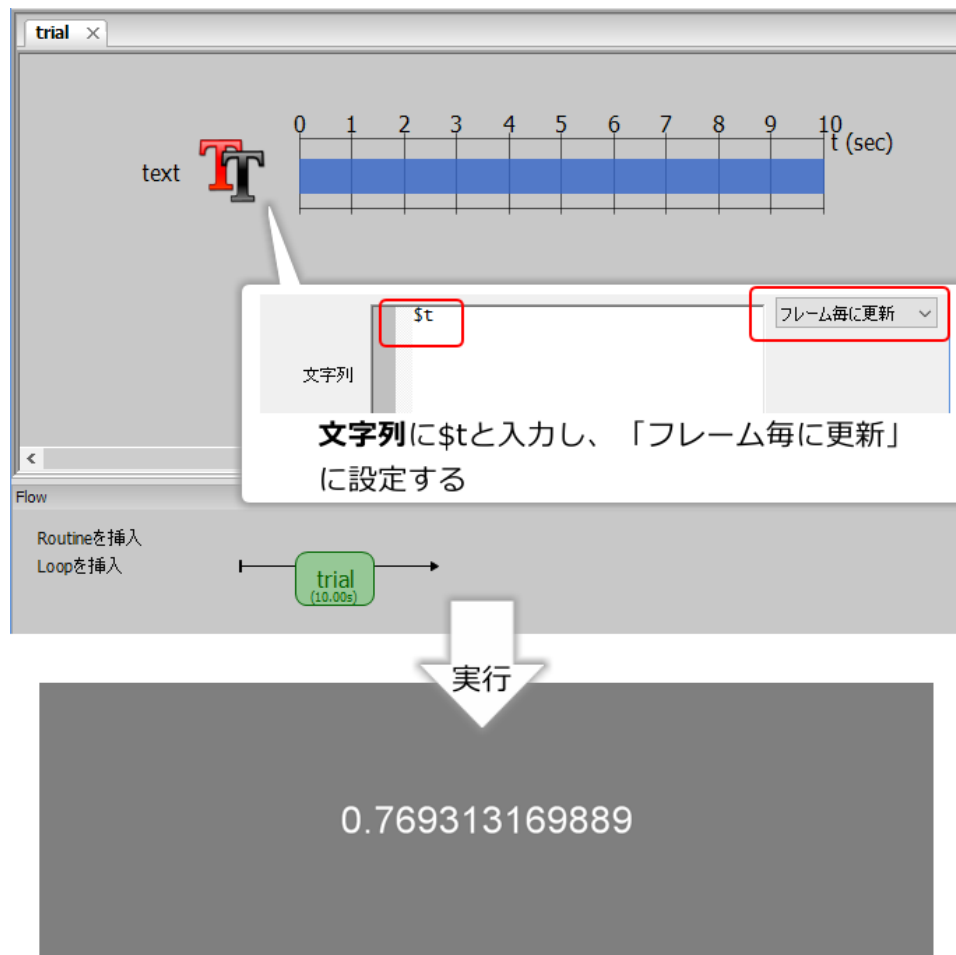 trial ×
0 1 2 3 4 5 6 7 8 9 10
t (sec)
text
$t
フレーム毎に更新
文字列
文字列に$tと入力し、「フレーム毎に更新」
に設定する
Flow
Routineを挿入
Loopを挿入
trial
(10.00s)
実行
0.769313169889